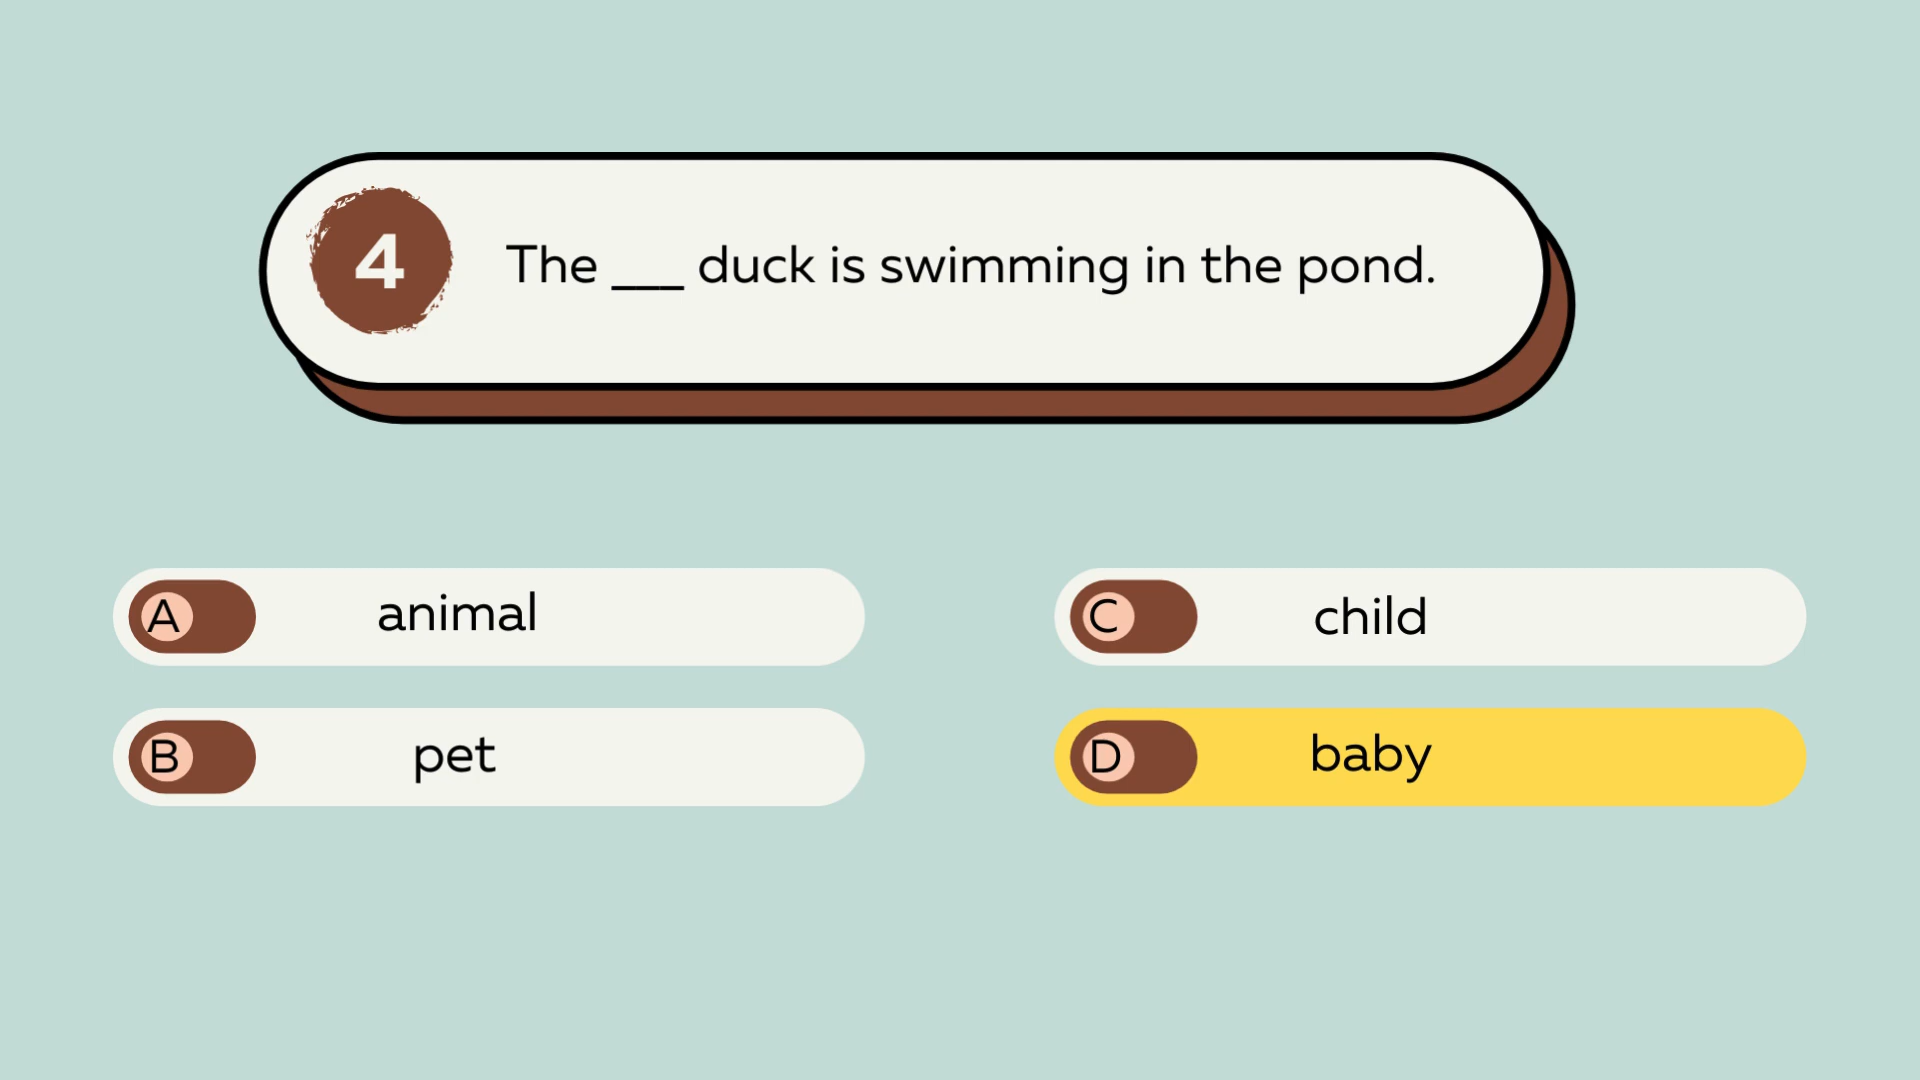 4
The ___ duck is swimming in the pond.
A animal
B pet
C child
D baby